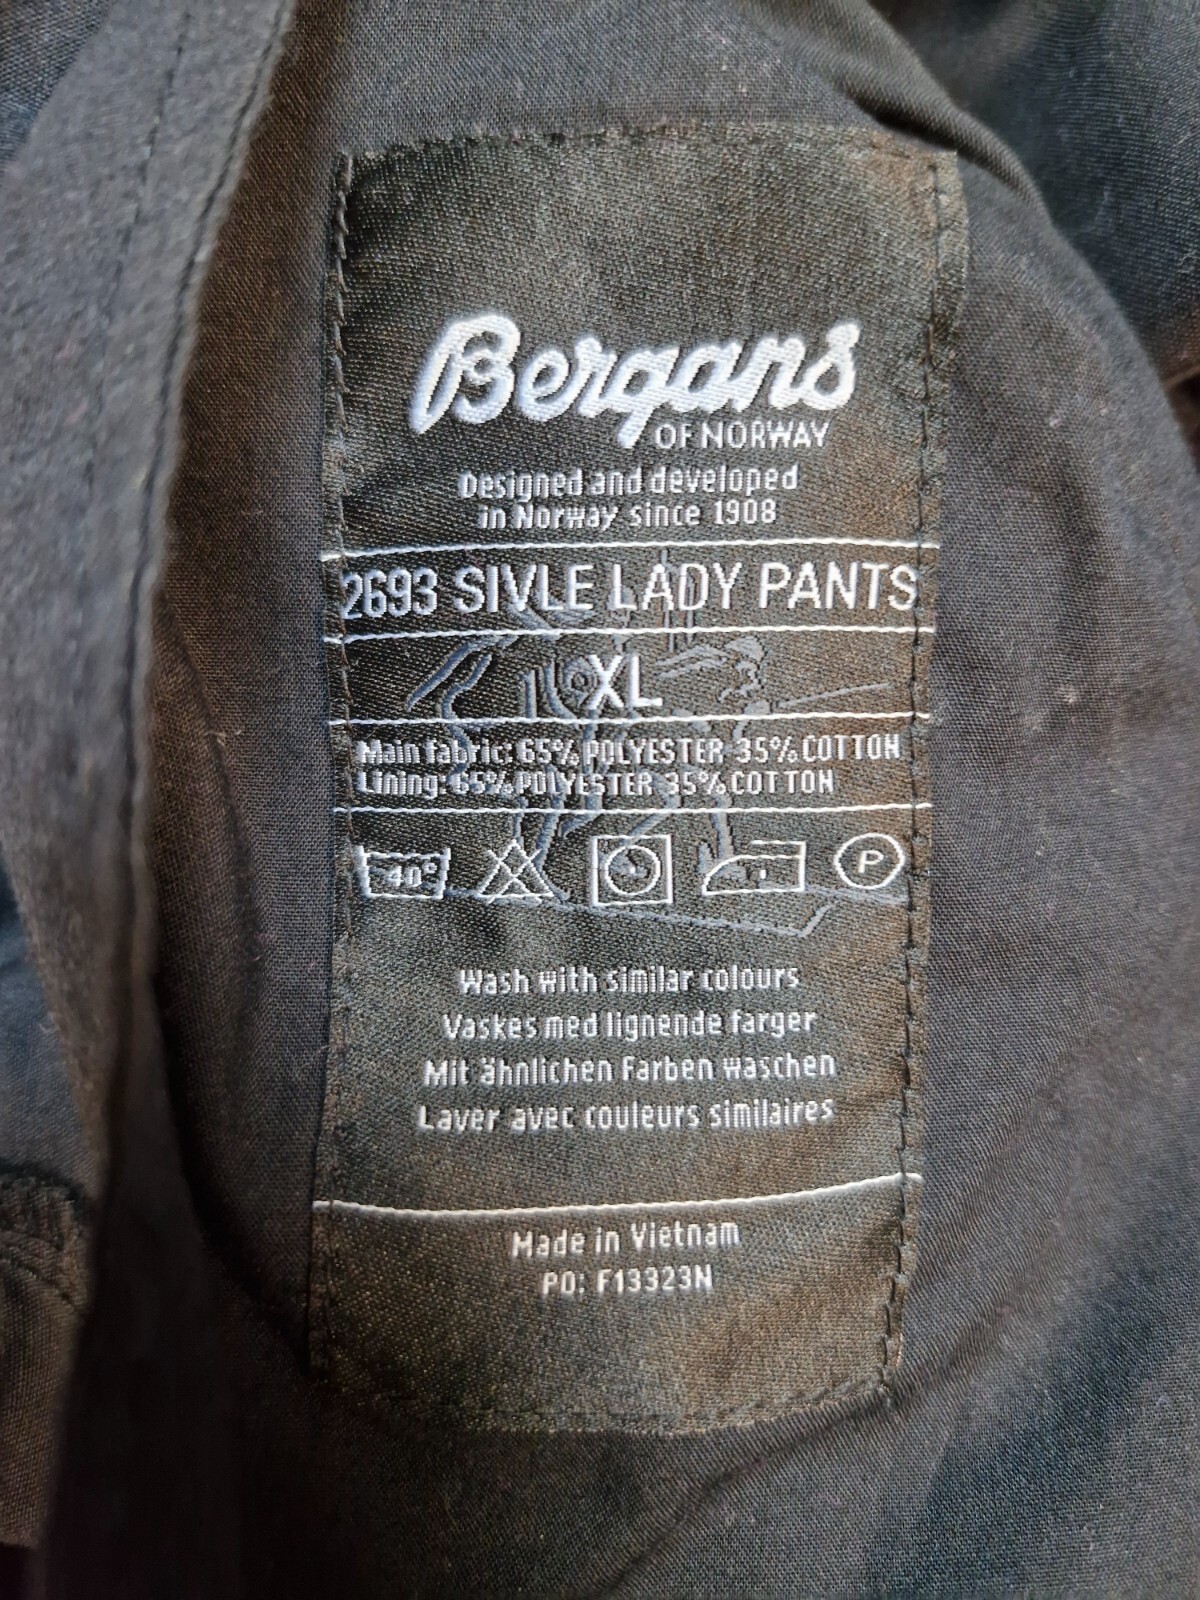 Bergans
OF NORWAY
Designed and developed
in Norway since 1908
2693 SIVLE LADY PANTS
XL
Main fabric: 65% POLYESTER 35% COTTON
Lining: 65% POLYESTER 35% COTTON
40° P
Wash with similar colours
Vaskes med lignende farger
Mit ähnlichen Farben waschen
Laver avec couleurs similaires
Made in Vietnam
PO: F13323N